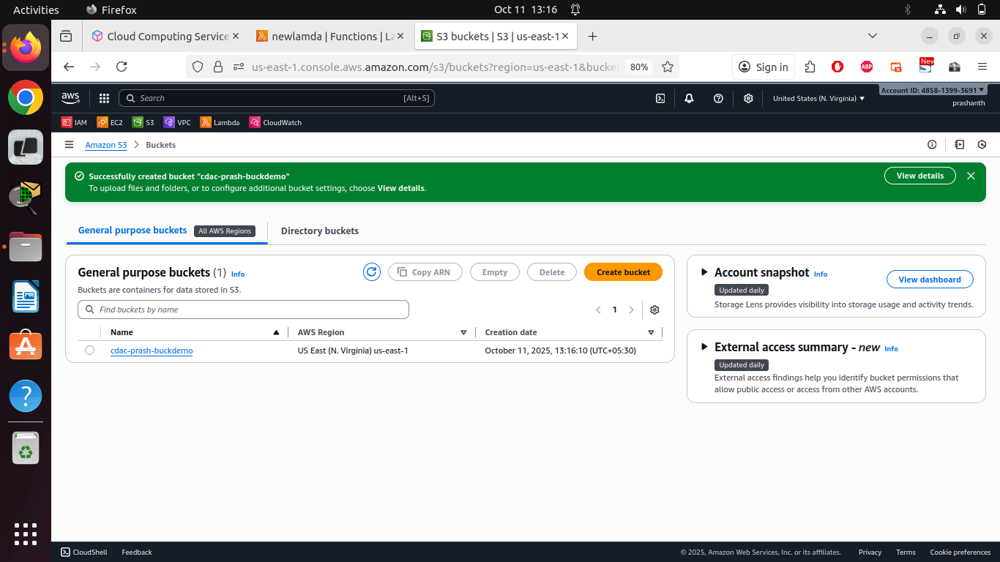 Activities Firefox Oct 11 13:16
Cloud Computing Service newlamda | Functions | La S3 buckets | S3 | us-east-1
us-east-1.console.aws.amazon.com/s3/buckets?region=us-east-1&bucke 80% Sign in ABP New
aws Search [Alt+S] United States (N. Virginia) Account ID: 4858-1399-3691
prashanth
IAM EC2 S3 VPC Lambda CloudWatch
Amazon S3 Buckets
Successfully created bucket "cdac-prash-buckdemo" View details
To upload files and folders, or to configure additional bucket settings, choose View details.
General purpose buckets All AWS Regions Directory buckets
General purpose buckets (1) Info Copy ARN Empty Delete Create bucket
Buckets are containers for data stored in S3.
Find buckets by name 1
Name AWS Region Creation date
cdac-prash-buckdemo US East (N. Virginia) us-east-1 October 11, 2025, 13:16:10 (UTC+05:30)
Account snapshot Info View dashboard
Updated daily
Storage Lens provides visibility into storage usage and activity trends.
External access summary - new Info
Updated daily
External access findings help you identify bucket permissions that
allow public access or access from other AWS accounts.
CloudShell Feedback © 2025, Amazon Web Services, Inc. or its affiliates. Privacy Terms Cookie preferences